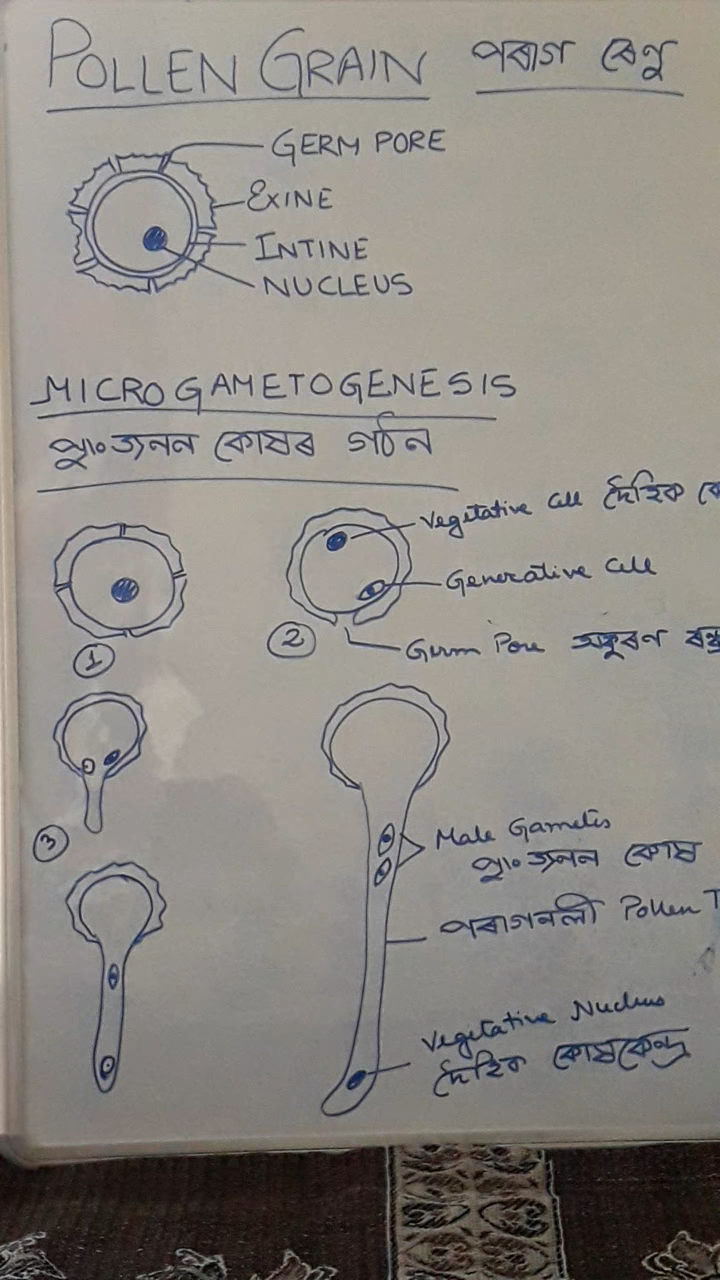 POLLEN GRAIN পৰাগ ৰেণু
GERM PORE
EXINE
INTINE
NUCLEUS
MICROGAMETOGENESIS
পুং জনন কোষৰ গঠন
Vegetative Cell দৈহিক
Generative Cell
Germ Pore অঙ্কুৰণ ৰন্ধ্ৰ
1
2
3
Male Gametes
পুং জনন কোষ
পৰাগনলী Pollen T
Vegetative Nucleus
দৈহিক কোষকেন্দ্ৰ